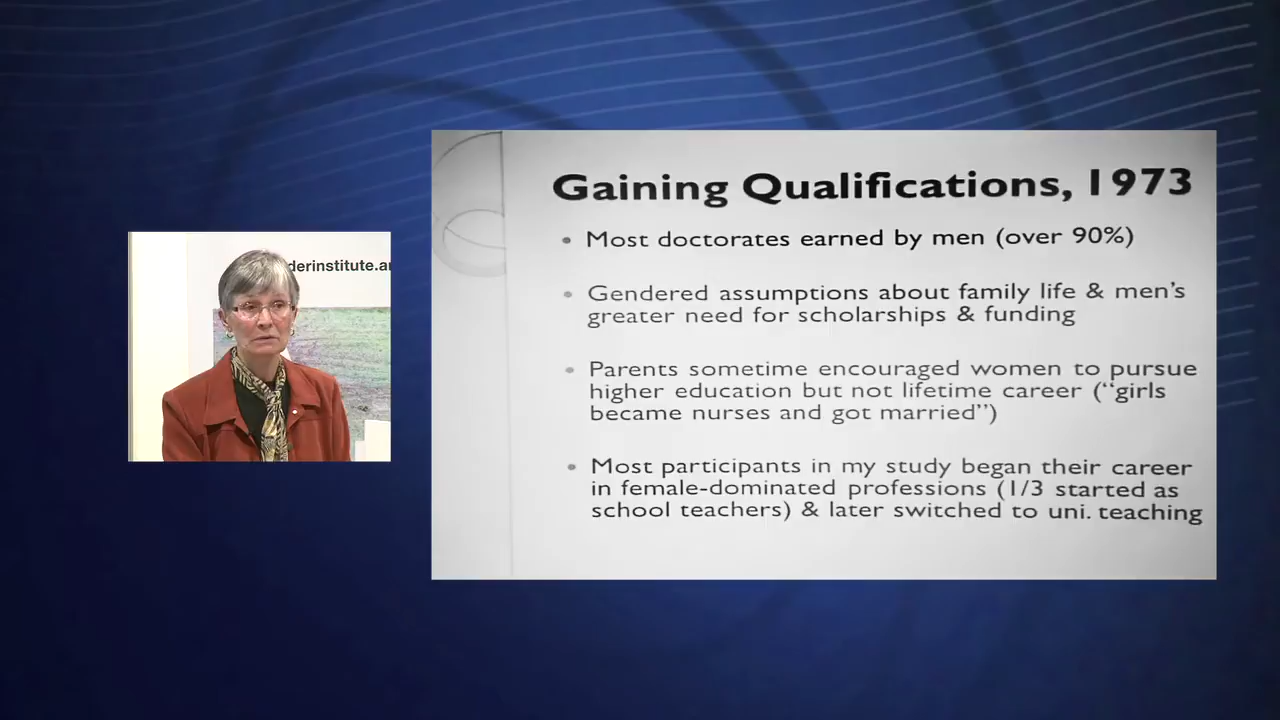 derinstitute.ar
Gaining Qualifications, 1973
• Most doctorates earned by men (over 90%)
• Gendered assumptions about family life & men's
greater need for scholarships & funding
• Parents sometime encouraged women to pursue
higher education but not lifetime career (“girls
became nurses and got married”)
• Most participants in my study began their career
in female-dominated professions (1/3 started as
school teachers) & later switched to uni. teaching